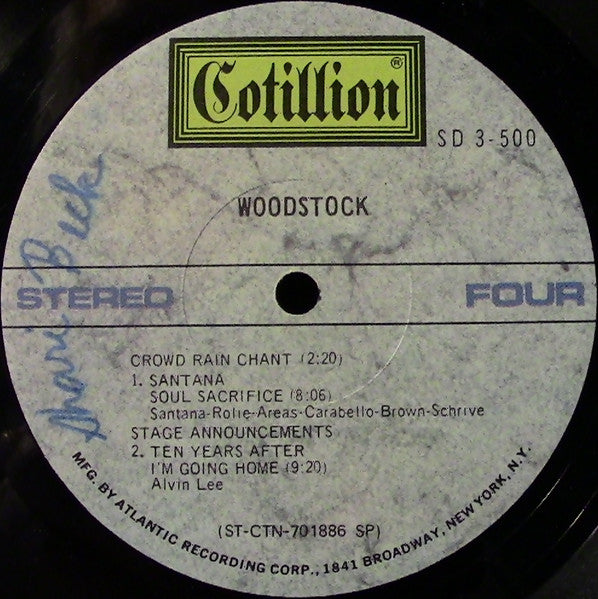 Cotillion®
SD 3-500
WOODSTOCK
Shari Buck
STEREO
FOUR
CROWD RAIN CHANT (2:20)
1. SANTANA
SOUL SACRIFICE (8:06)
Santana-Rolie-Areas-Carabello-Brown-Schrive
STAGE ANNOUNCEMENTS
2. TEN YEARS AFTER
I'M GOING HOME (9:20)
Alvin Lee
(ST-CTN-701886 SP)
MFG. BY ATLANTIC RECORDING CORP., 1841 BROADWAY, NEW YORK, N.Y.